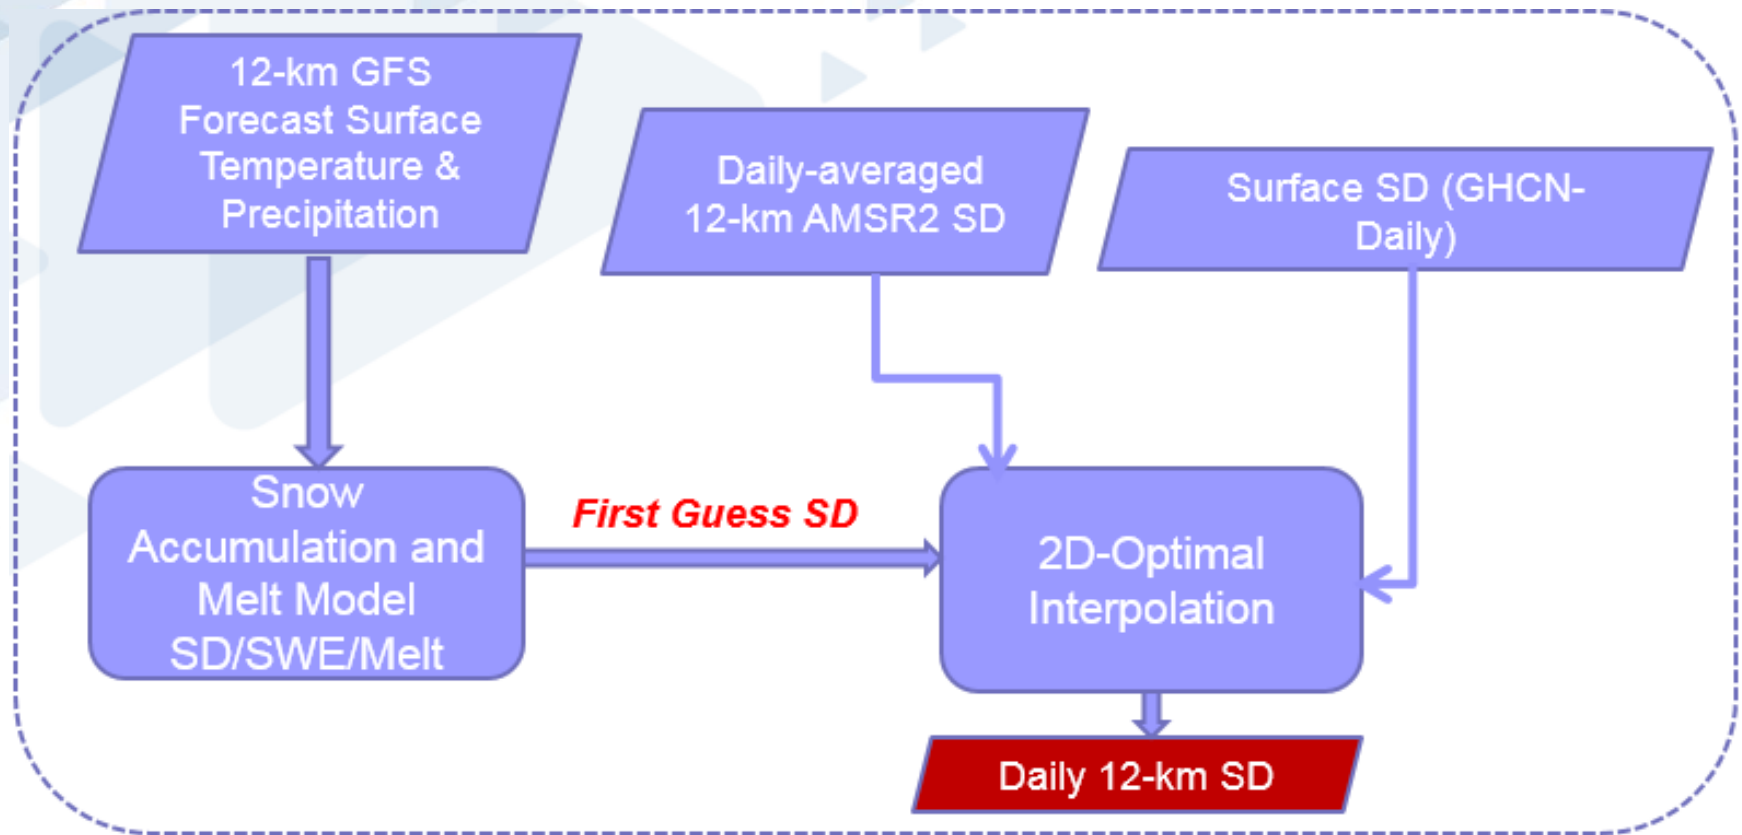 12-km GFS
Forecast Surface
Temperature &
Precipitation
Daily-averaged
12-km AMSR2 SD
Surface SD (GHCN-
Daily)
Snow
Accumulation and
Melt Model
SD/SWE/Melt
First Guess SD
2D-Optimal
Interpolation
Daily 12-km SD